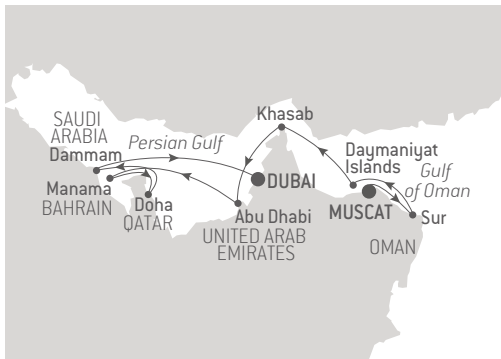 SAUDI
ARABIA
Dammam
Persian Gulf
Khasab
Daymaniyat
Islands
Gulf
of Oman
Manama
BAHRAIN
Doha
QATAR
DUBAI
Abu Dhabi
UNITED ARAB
EMIRATES
MUSCAT
Sur
OMAN